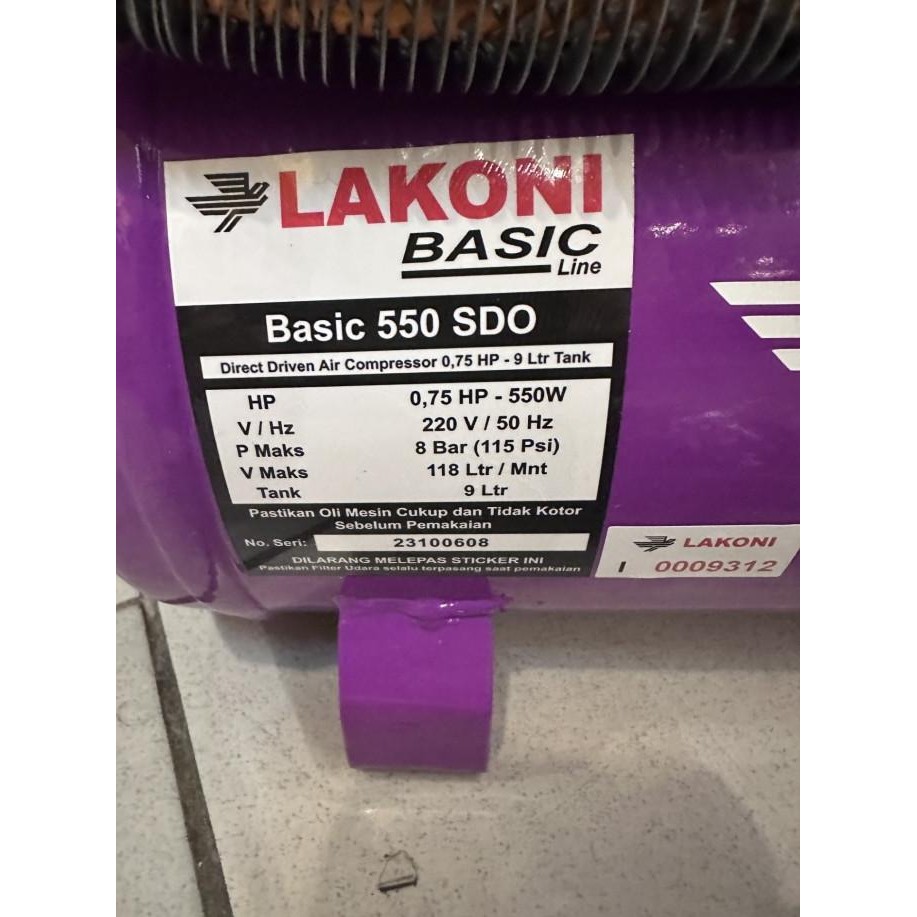 LAKONI
BASIC
Line
Basic 550 SDO
Direct Driven Air Compressor 0,75 HP - 9 Ltr Tank
HP 0,75 HP - 550W
V / Hz 220 V / 50 Hz
P Maks 8 Bar (115 Psi)
V Maks 118 Ltr / Mnt
Tank 9 Ltr
Pastikan Oli Mesin Cukup dan Tidak Kotor
Sebelum Pemakaian
No. Seri: 23100608
DILARANG MELEPAS STICKER INI
Pastikan Filter Udara selalu terpasang saat pemakaian
LAKONI
I 0009312